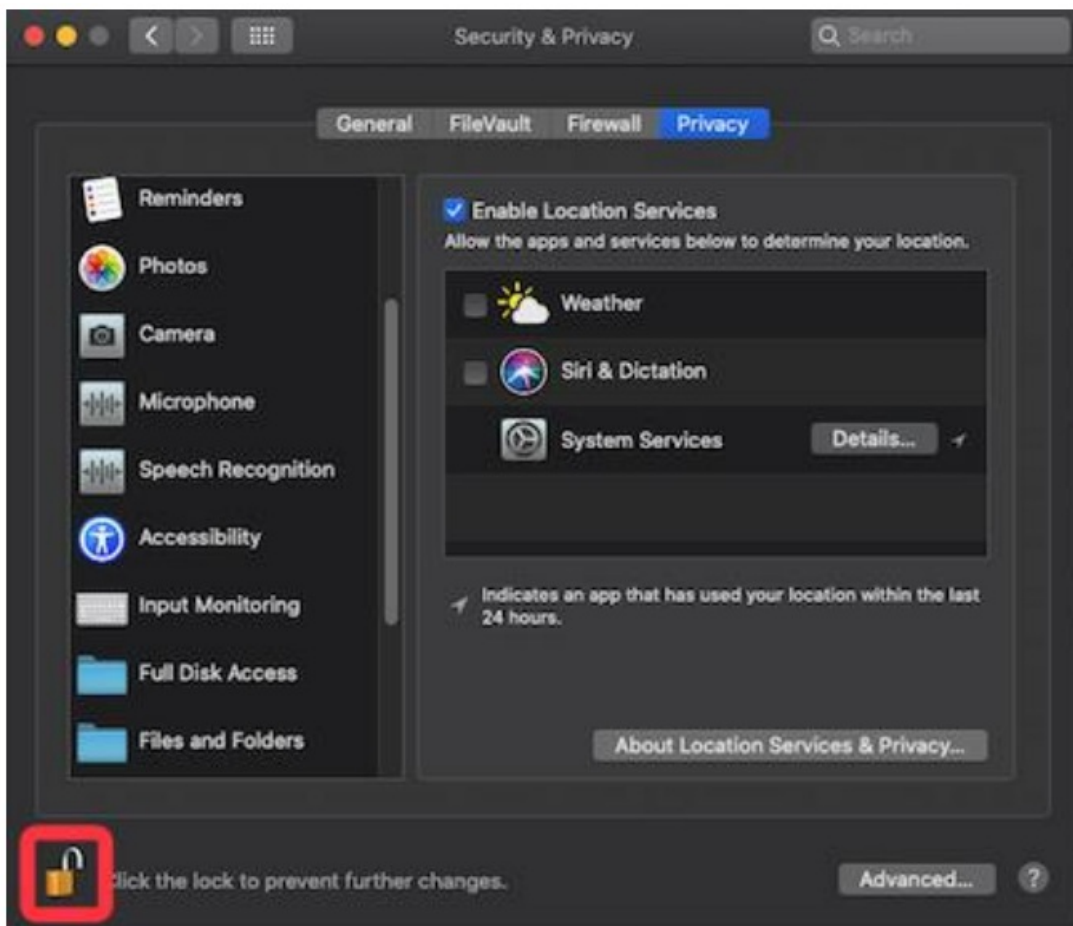 Security & Privacy
Search
General FileVault Firewall Privacy
Reminders
Photos
Camera
Microphone
Speech Recognition
Accessibility
Input Monitoring
Full Disk Access
Files and Folders
Enable Location Services
Allow the apps and services below to determine your location.
Weather
Siri & Dictation
System Services Details...
Indicates an app that has used your location within the last
24 hours.
About Location Services & Privacy...
Click the lock to prevent further changes.
Advanced... ?